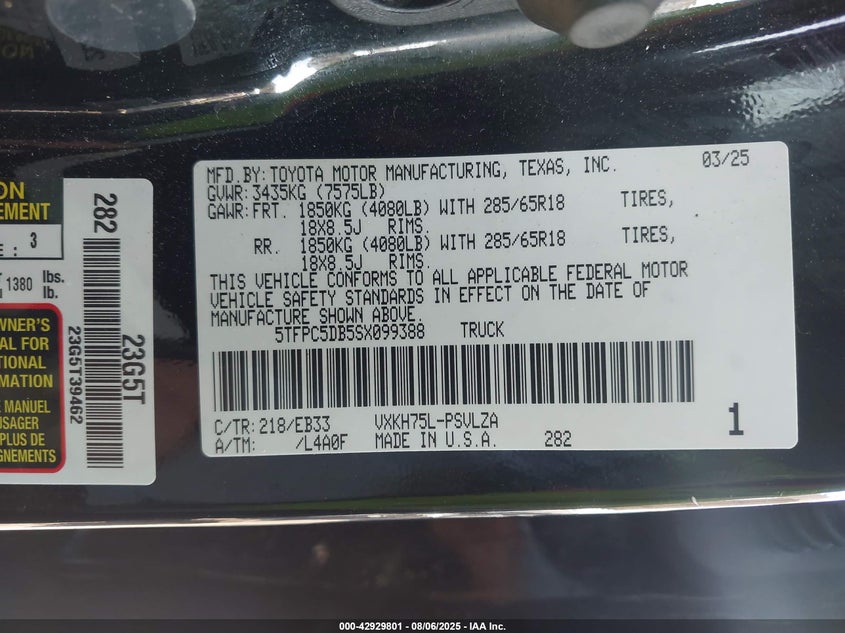 ON
EMENT
E : 3
1380 lbs.
lb.
WNER'S
AL FOR
TIONAL
RMATION
E MANUEL
USAGER
PLUS DE
GNEMENTS
282
23G5T39462
23G5T
MFD.BY:TOYOTA MOTOR MANUFACTURING, TEXAS, INC. 03/25
GVWR:3435KG (7575LB)
GAWR:FRT. 1850KG (4080LB) WITH 285/65R18 TIRES,
18X8.5J RIMS.
RR. 1850KG (4080LB) WITH 285/65R18 TIRES,
18X8.5J RIMS.
THIS VEHICLE CONFORMS TO ALL APPLICABLE FEDERAL MOTOR
VEHICLE SAFETY STANDARDS IN EFFECT ON THE DATE OF
MANUFACTURE SHOWN ABOVE.
5TFPC5DB5SX099388 TRUCK
C/TR:218/EB33 VXKH75L-PSVLZA
A/TM: /L4A0F MADE IN U.S.A. 282
1
000-42929801 - 08/06/2025 - IAA Inc.